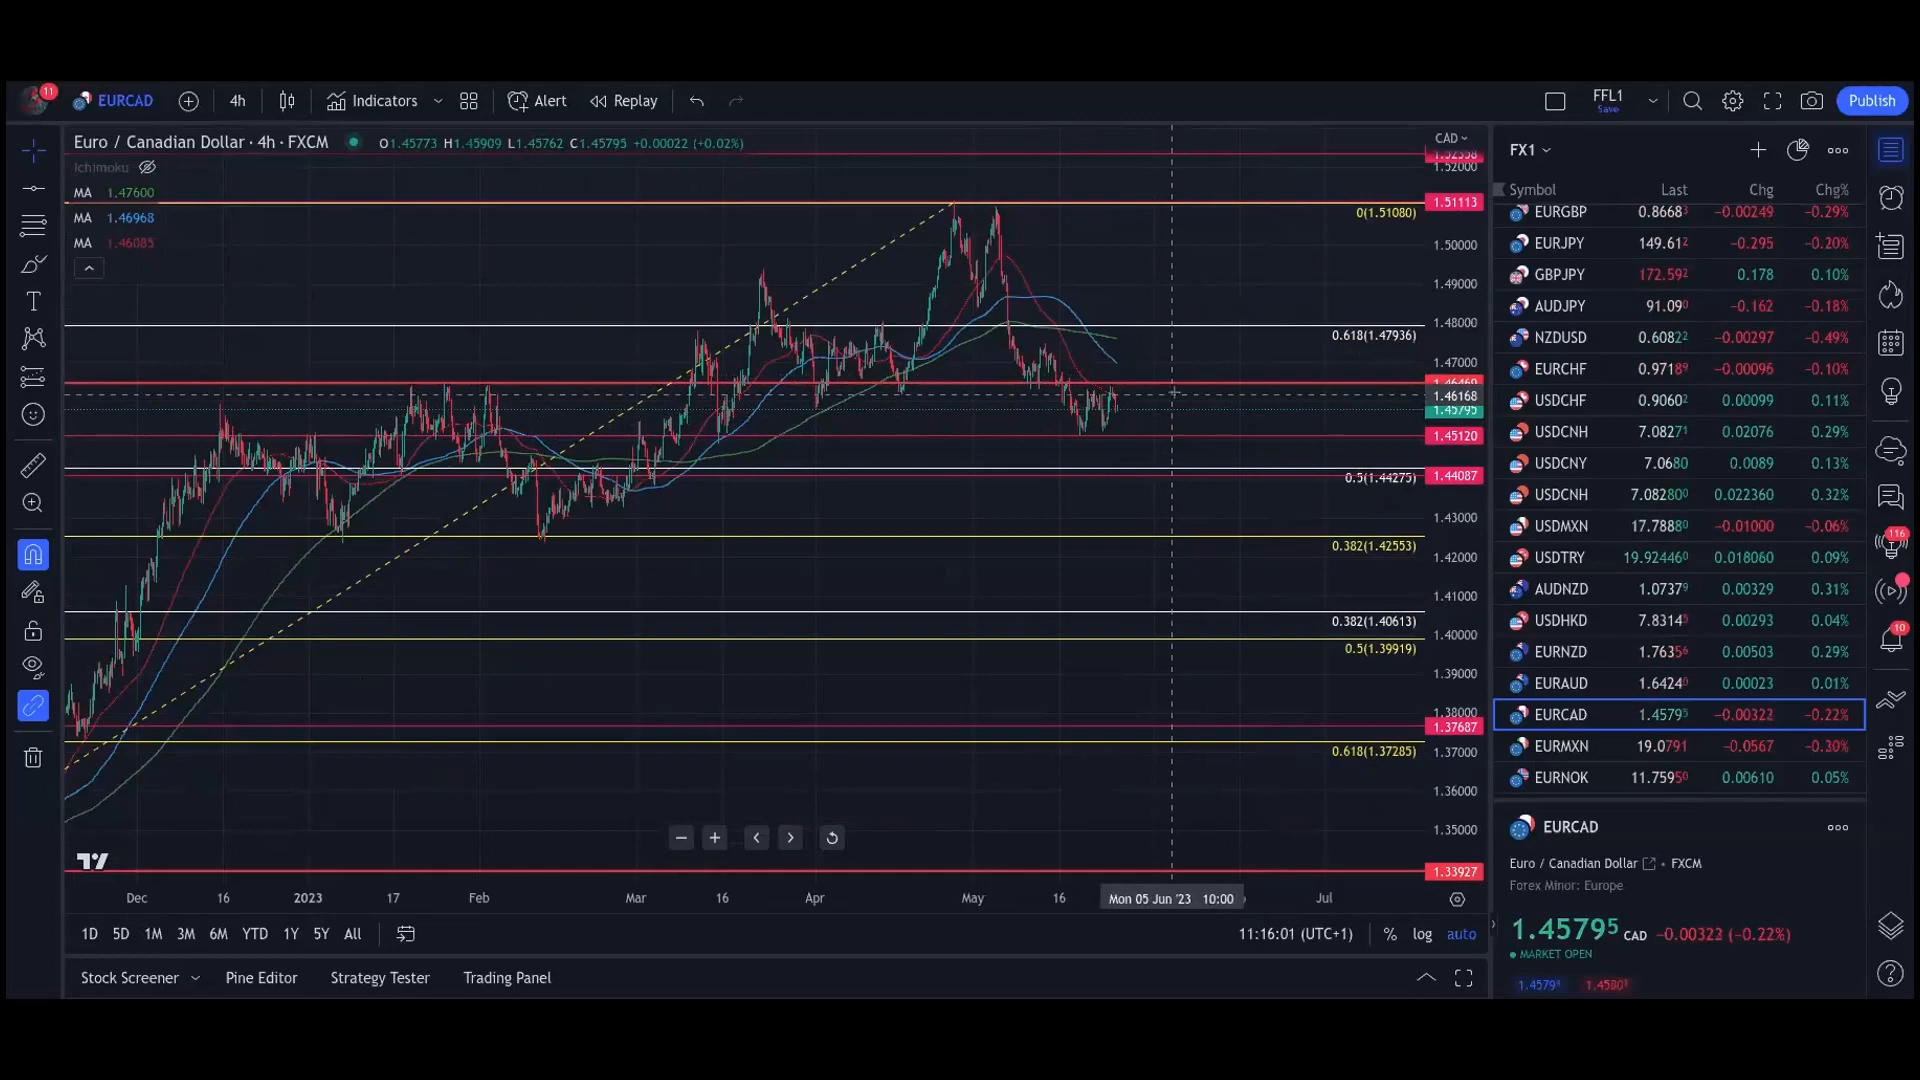 11 EURCAD 4h Indicators Alert Replay FFL1 Save Publish
Euro / Canadian Dollar · 4h · FXCM O1.45773 H1.45909 L1.45762 C1.45795 +0.00022 (+0.02%)
Ichimoku
MA 1.47600
MA 1.46968
MA 1.46085
CAD
1.52000
1.51113
0(1.51080)
1.50000
1.49000
1.48000
0.618(1.47936)
1.47000
1.46469
1.46168
1.45795
1.45120
0.5(1.44275)
1.44087
1.43000
0.382(1.42553)
1.42000
1.41000
0.382(1.40613)
1.40000
0.5(1.39919)
1.39000
1.38000
1.37687
0.618(1.37285)
1.37000
1.36000
1.35000
1.33927
Dec 16 2023 17 Feb Mar 16 Apr May 16 Mon 05 Jun '23 10:00 Jul
1D 5D 1M 3M 6M YTD 1Y 5Y All 11:16:01 (UTC+1) % log auto
Stock Screener Pine Editor Strategy Tester Trading Panel
FX1
Symbol Last Chg Chg%
EURGBP 0.8668³ −0.00249 −0.29%
EURJPY 149.61² −0.295 −0.20%
GBPJPY 172.59² 0.178 0.10%
AUDJPY 91.09⁰ −0.162 −0.18%
NZDUSD 0.60822 −0.00297 −0.49%
EURCHF 0.97189 −0.00096 −0.10%
USDCHF 0.9060² 0.00099 0.11%
USDCNH 7.08271 0.02076 0.29%
USDCNY 7.0680 0.0089 0.13%
USDCNH 7.082800 0.022360 0.32%
USDMXN 17.78880 −0.01000 −0.06%
USDTRY 19.92446⁰ 0.018060 0.09%
AUDNZD 1.0737⁹ 0.00329 0.31%
USDHKD 7.8314⁵ 0.00293 0.04%
EURNZD 1.7635⁶ 0.00503 0.29%
EURAUD 1.6424⁰ 0.00023 0.01%
EURCAD 1.4579⁵ −0.00322 −0.22%
EURMXN 19.0791 −0.0567 −0.30%
EURNOK 11.7595⁰ 0.00610 0.05%
EURCAD
Euro / Canadian Dollar • FXCM
Forex Minor: Europe
1.4579⁵ CAD −0.00322 (−0.22%)
MARKET OPEN
116
10